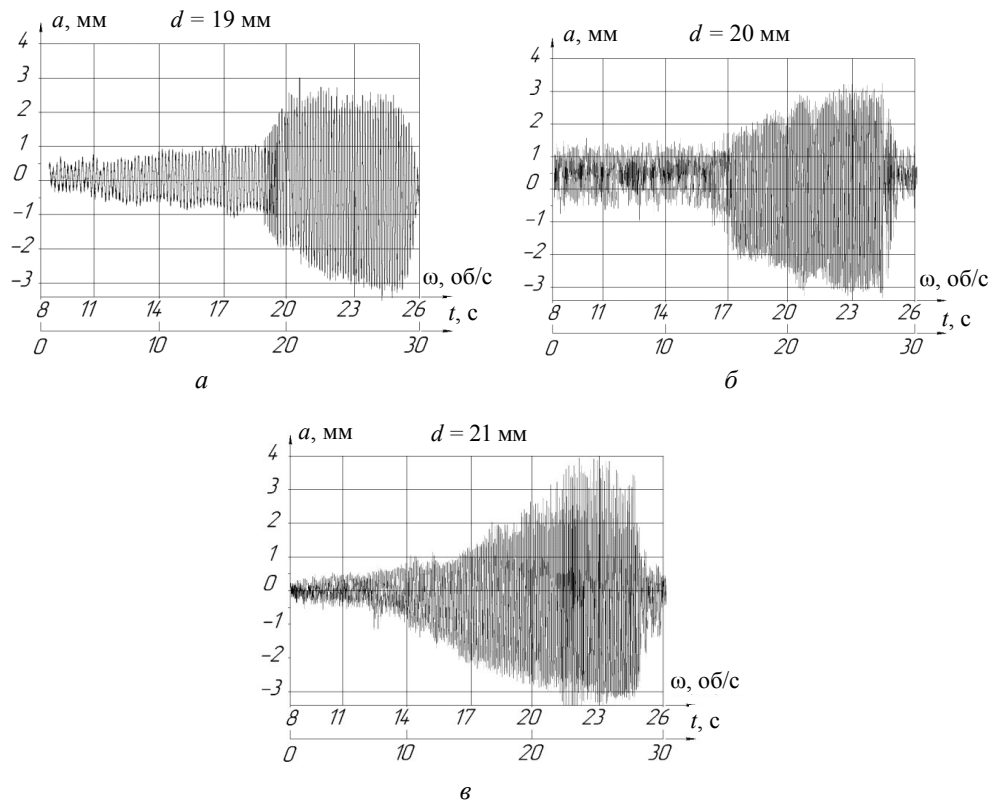 a, мм d = 19 мм
4
3
2
1
0
–1
–2
–3
ω, об/с
8 11 14 17 20 23 26
t, с
0 10 20 30
а
a, мм d = 20 мм
4
3
2
1
0
–1
–2
–3
ω, об/с
8 11 14 17 20 23 26
t, с
0 10 20 30
б
a, мм d = 21 мм
4
3
2
1
0
–1
–2
–3
ω, об/с
8 11 14 17 20 23 26
t, с
0 10 20 30
в